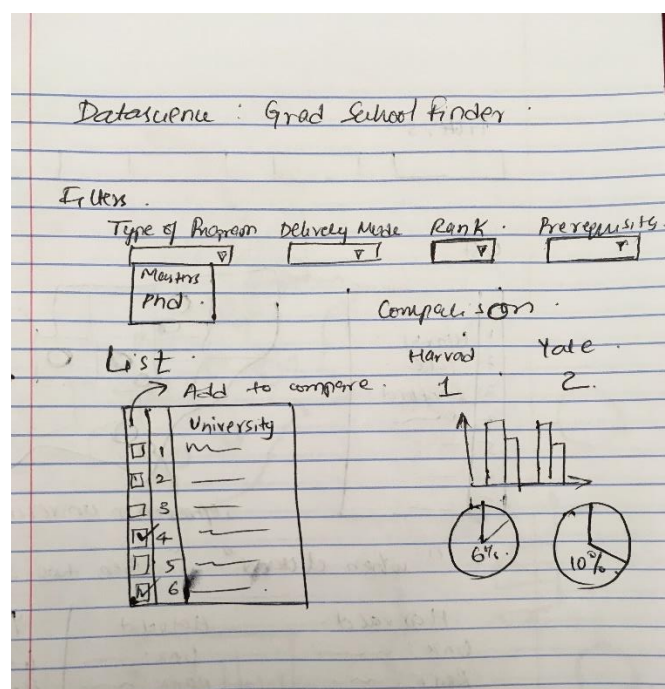 Datascience : Grad School Finder.
Filters.
Type of Program Delivery Mode Rank. Prerequisits.
Masters
Phd.
Comparison.
List.
Harvad Yale.
Add to compare. 1 2.
University
1
2
3
4
5
6
6%.
10%.